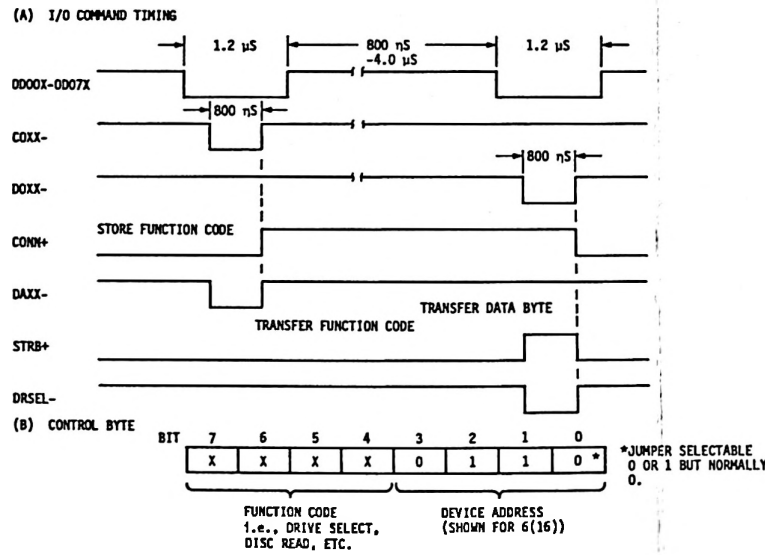 (A) I/O COMMAND TIMING
1.2 µS
800 ηS
-4.0 µS
1.2 µS
OD00X-OD07X
800 ηS
COXX-
800 ηS
DOXX-
STORE FUNCTION CODE
CONN+
DAXX-
TRANSFER DATA BYTE
TRANSFER FUNCTION CODE
STRB+
DRSEL-
(B) CONTROL BYTE
BIT 7 6 5 4 3 2 1 0
X X X X 0 1 1 0 *
*JUMPER SELECTABLE
0 OR 1 BUT NORMALLY
0.
FUNCTION CODE
i.e., DRIVE SELECT,
DISC READ, ETC.
DEVICE ADDRESS
(SHOWN FOR 6(16))